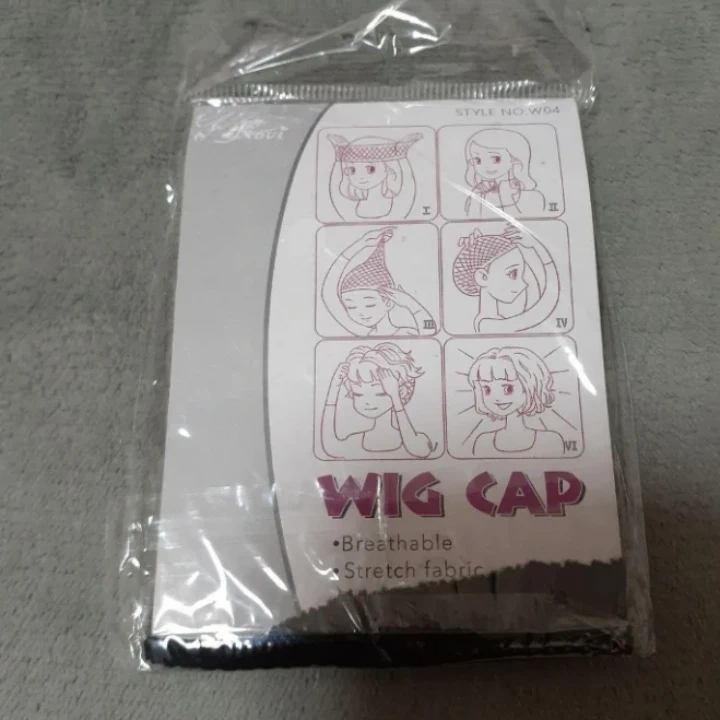 STYLE NO.W04
I
II
III
IV
V
VI
WIG CAP
•Breathable
•Stretch fabric